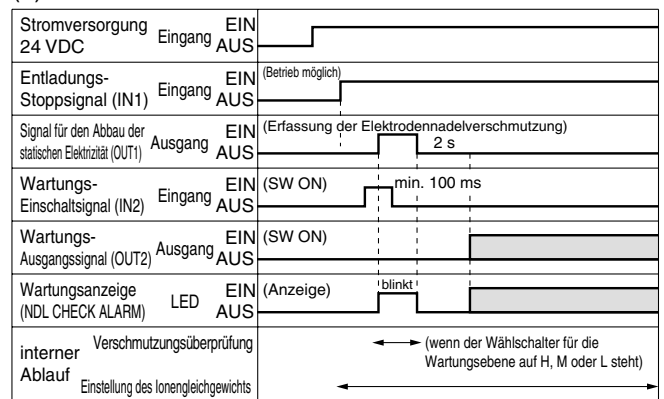 Stromversorgung
24 VDC
Eingang
EIN
AUS
Entladungs-
Stoppsignal (IN1)
Eingang
EIN
AUS
(Betrieb möglich)
Signal für den Abbau der
statischen Elektrizität (OUT1)
Ausgang
EIN
AUS
(Erfassung der Elektrodennadelverschmutzung)
2 s
Wartungs-
Einschaltsignal (IN2)
Eingang
EIN
AUS
(SW ON)
min. 100 ms
Wartungs-
Ausgangssignal (OUT2)
Ausgang
EIN
AUS
(SW ON)
Wartungsanzeige
(NDL CHECK ALARM)
LED
EIN
AUS
(Anzeige)
blinkt
interner
Ablauf
Verschmutzungsüberprüfung
Einstellung des Ionengleichgewichts
(wenn der Wählschalter für die
Wartungsebene auf H, M oder L steht)